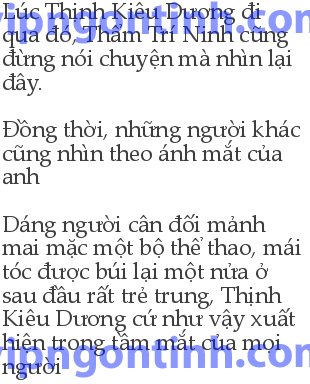 Lúc Thịnh Kiêu Dương đi
qua đó, Thẩm Trí Ninh cũng
đừng nói chuyện mà nhìn lại
đây.
Đồng thời, những người khác
cũng nhìn theo ánh mắt của
anh
Dáng người cân đối mảnh
mai mặc một bộ thể thao, mái
tóc được búi lại một nửa ở
sau đầu rất trẻ trung, Thịnh
Kiêu Dương cứ như vậy xuất
hiện trong tầm mắt của mọi
người
vipngontinh.com